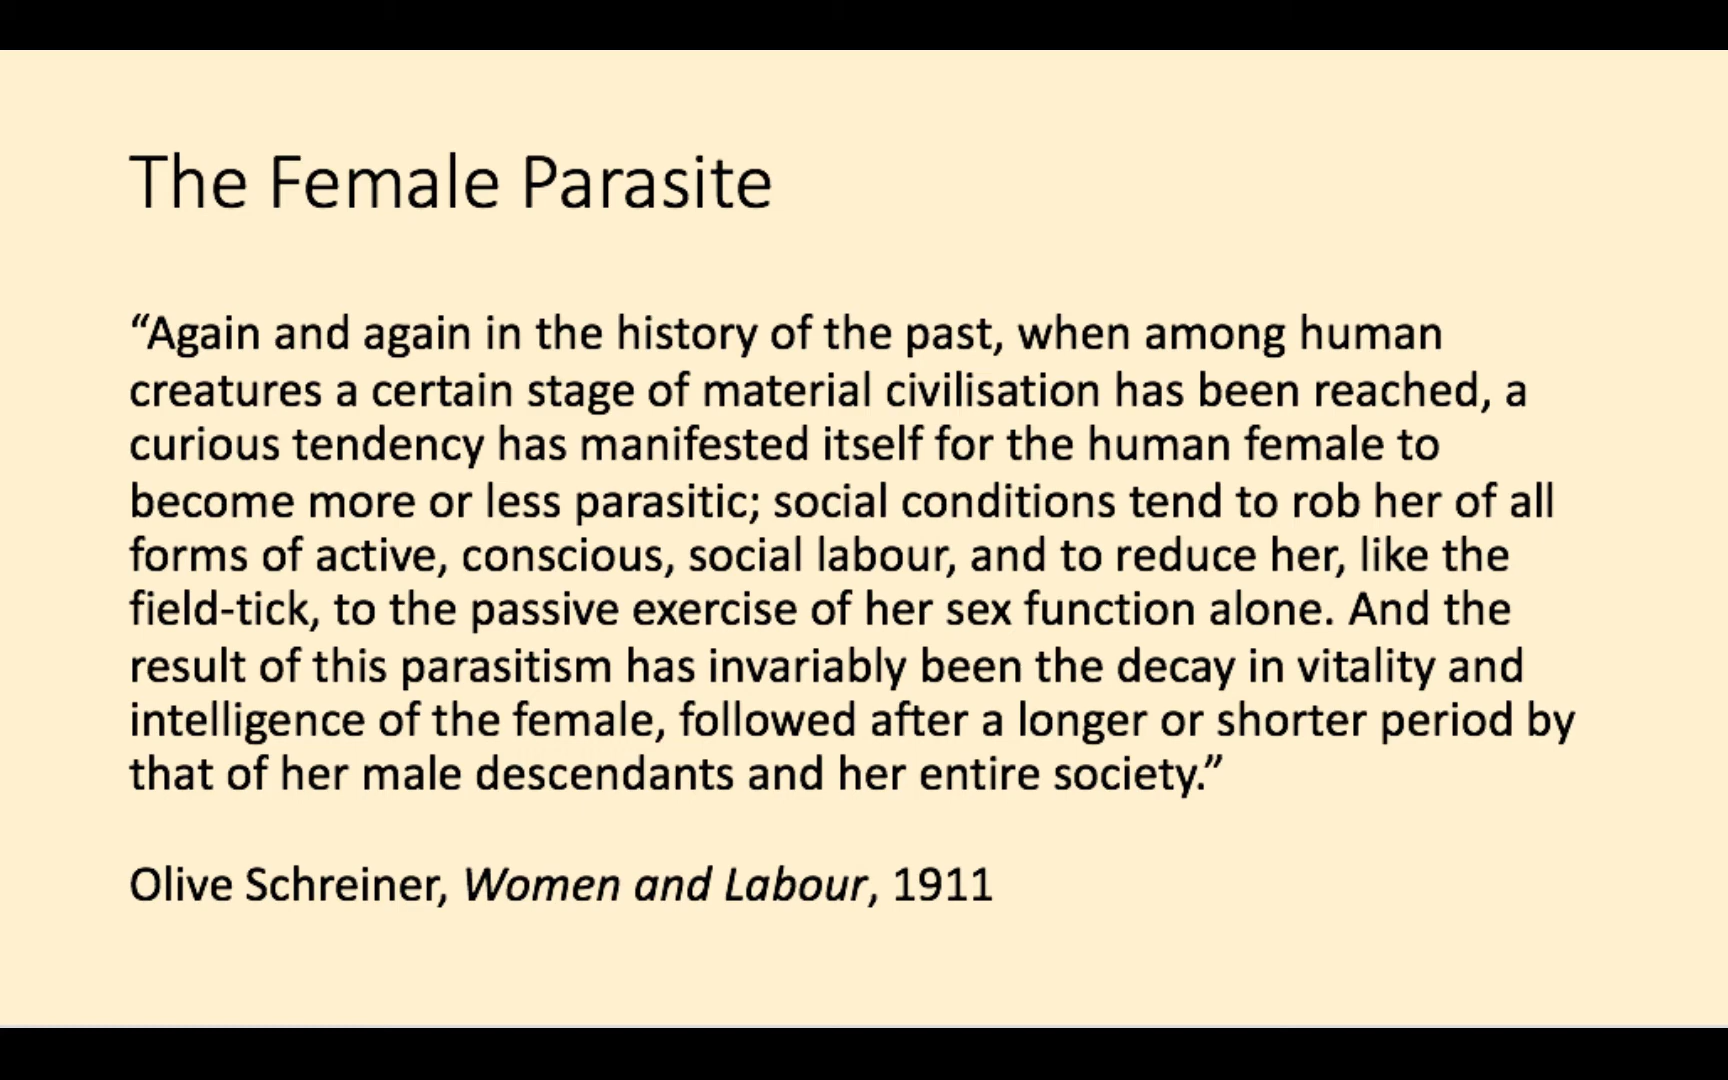 The Female Parasite
“Again and again in the history of the past, when among human
creatures a certain stage of material civilisation has been reached, a
curious tendency has manifested itself for the human female to
become more or less parasitic; social conditions tend to rob her of all
forms of active, conscious, social labour, and to reduce her, like the
field-tick, to the passive exercise of her sex function alone. And the
result of this parasitism has invariably been the decay in vitality and
intelligence of the female, followed after a longer or shorter period by
that of her male descendants and her entire society.”
Olive Schreiner, Women and Labour, 1911